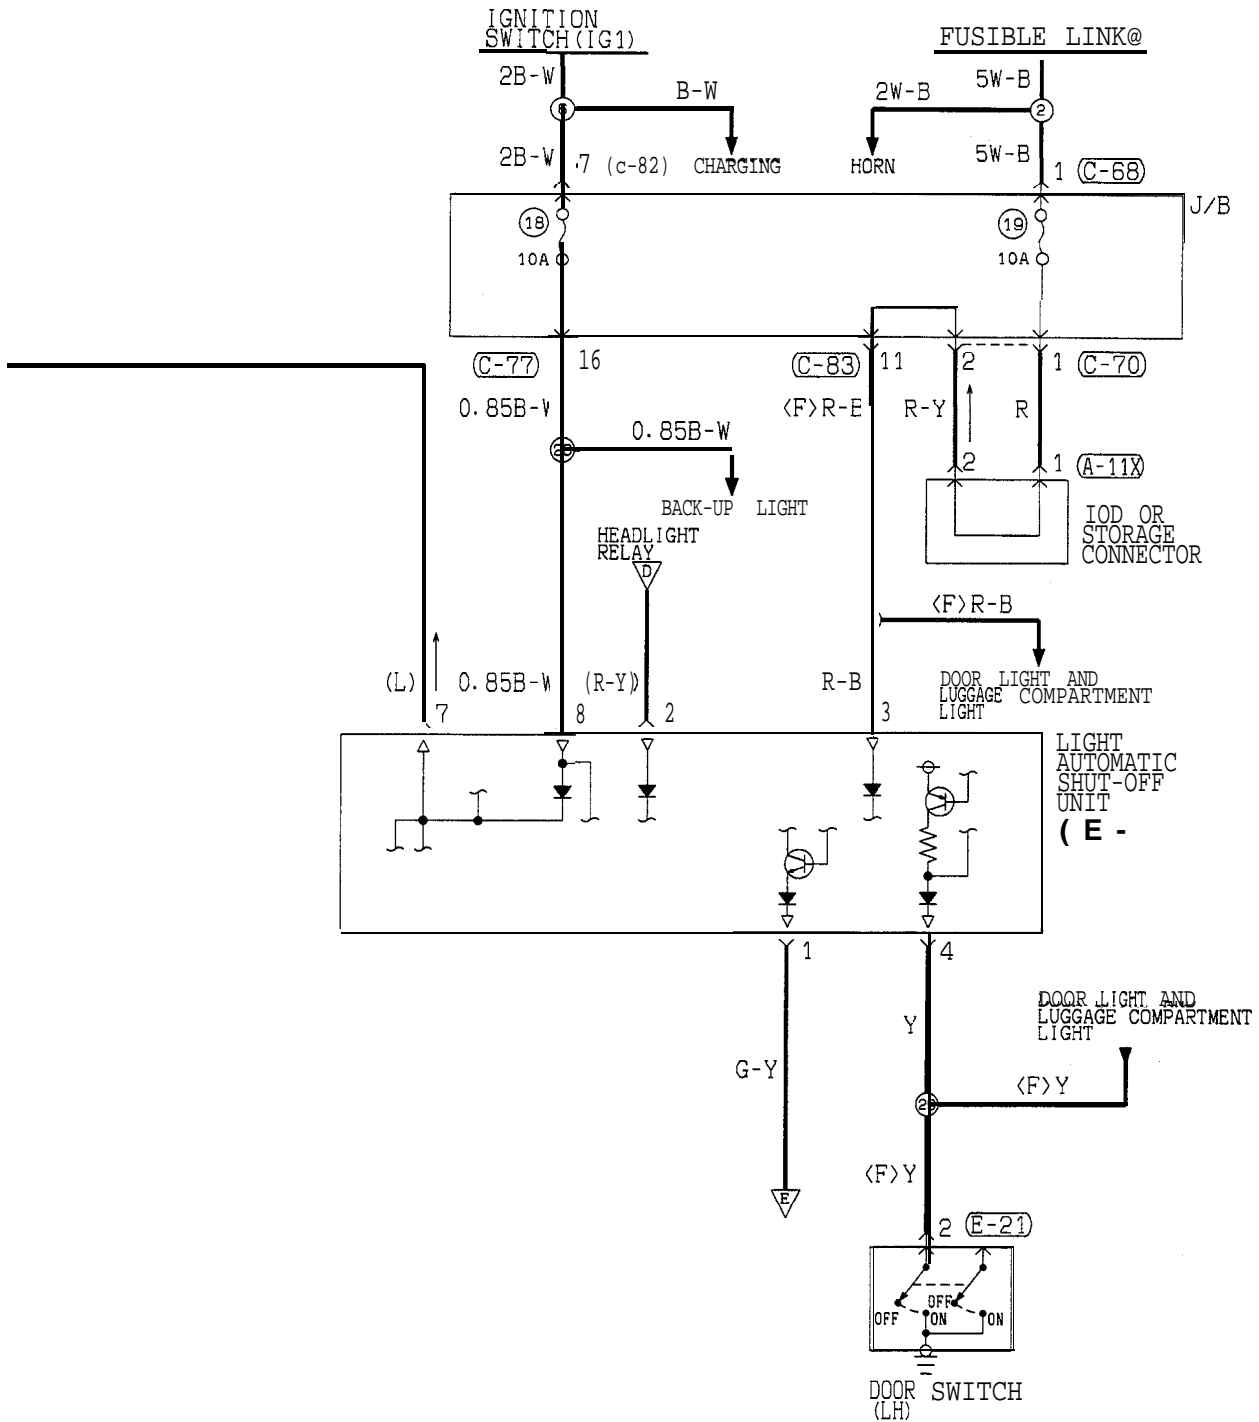 IGNITION
SWITCH(IG1)
FUSIBLE LINK@
2B-W
B-W
2W-B
5W-B
2
2B-W
7 (c-82)
CHARGING
HORN
5W-B
1
C-68
J/B
18
19
10A
10A
C-77
16
C-83
11
2
1
C-70
0.85B-W
<F>R-B
R-Y
R
0.85B-W
2
1
A-11X
BACK-UP LIGHT
IOD OR
STORAGE
CONNECTOR
HEADLIGHT
RELAY
D
<F>R-B
(L)
0.85B-W
(R-Y)
R-B
DOOR LIGHT AND
LUGGAGE COMPARTMENT
LIGHT
7
8
2
3
LIGHT
AUTOMATIC
SHUT-OFF
UNIT
( E -
1
4
DOOR LIGHT AND
LUGGAGE COMPARTMENT
LIGHT
Y
G-Y
<F>Y
<F>Y
E
2
E-21
OFF
OFF
ON
ON
DOOR SWITCH
(LH)